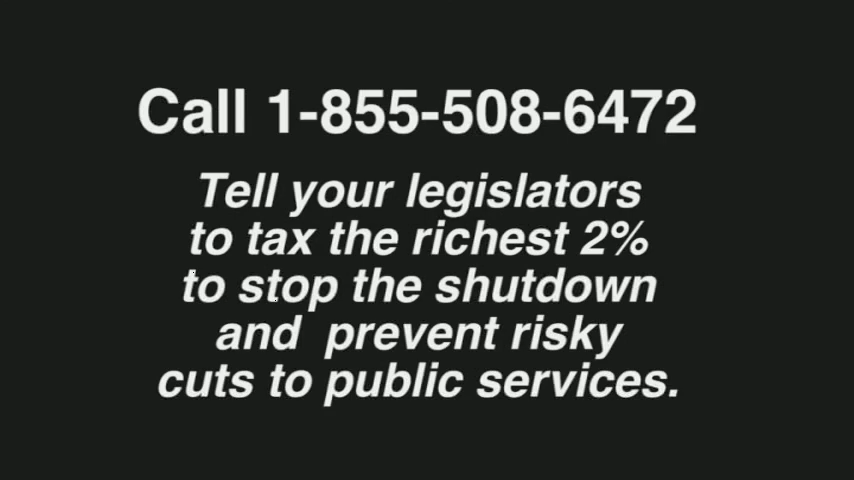 Call 1-855-508-6472
Tell your legislators
to tax the richest 2%
to stop the shutdown
and  prevent risky
cuts to public services.